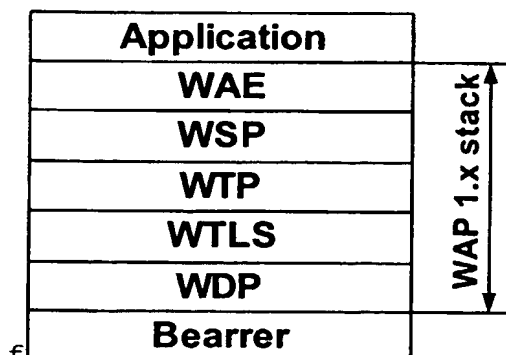 Application
WAE
WSP
WTP
WTLS
WDP
Bearrer
WAP 1.x stack
f